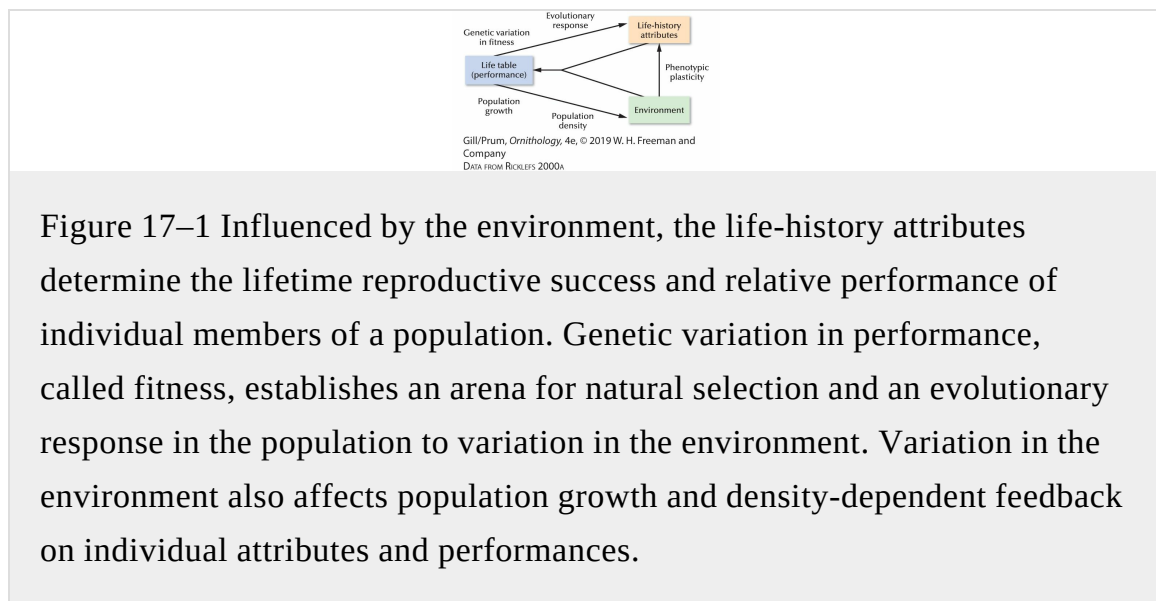 Evolutionary
response
Life-history
attributes
Genetic variation
in fitness
Life table
(performance)
Phenotypic
plasticity
Population
growth
Environment
Population
density
Gill/Prum, Ornithology, 4e, © 2019 W. H. Freeman and
Company
DATA FROM RICKLEFS 2000A
Figure 17–1 Influenced by the environment, the life-history attributes
determine the lifetime reproductive success and relative performance of
individual members of a population. Genetic variation in performance,
called fitness, establishes an arena for natural selection and an evolutionary
response in the population to variation in the environment. Variation in the
environment also affects population growth and density-dependent feedback
on individual attributes and performances.